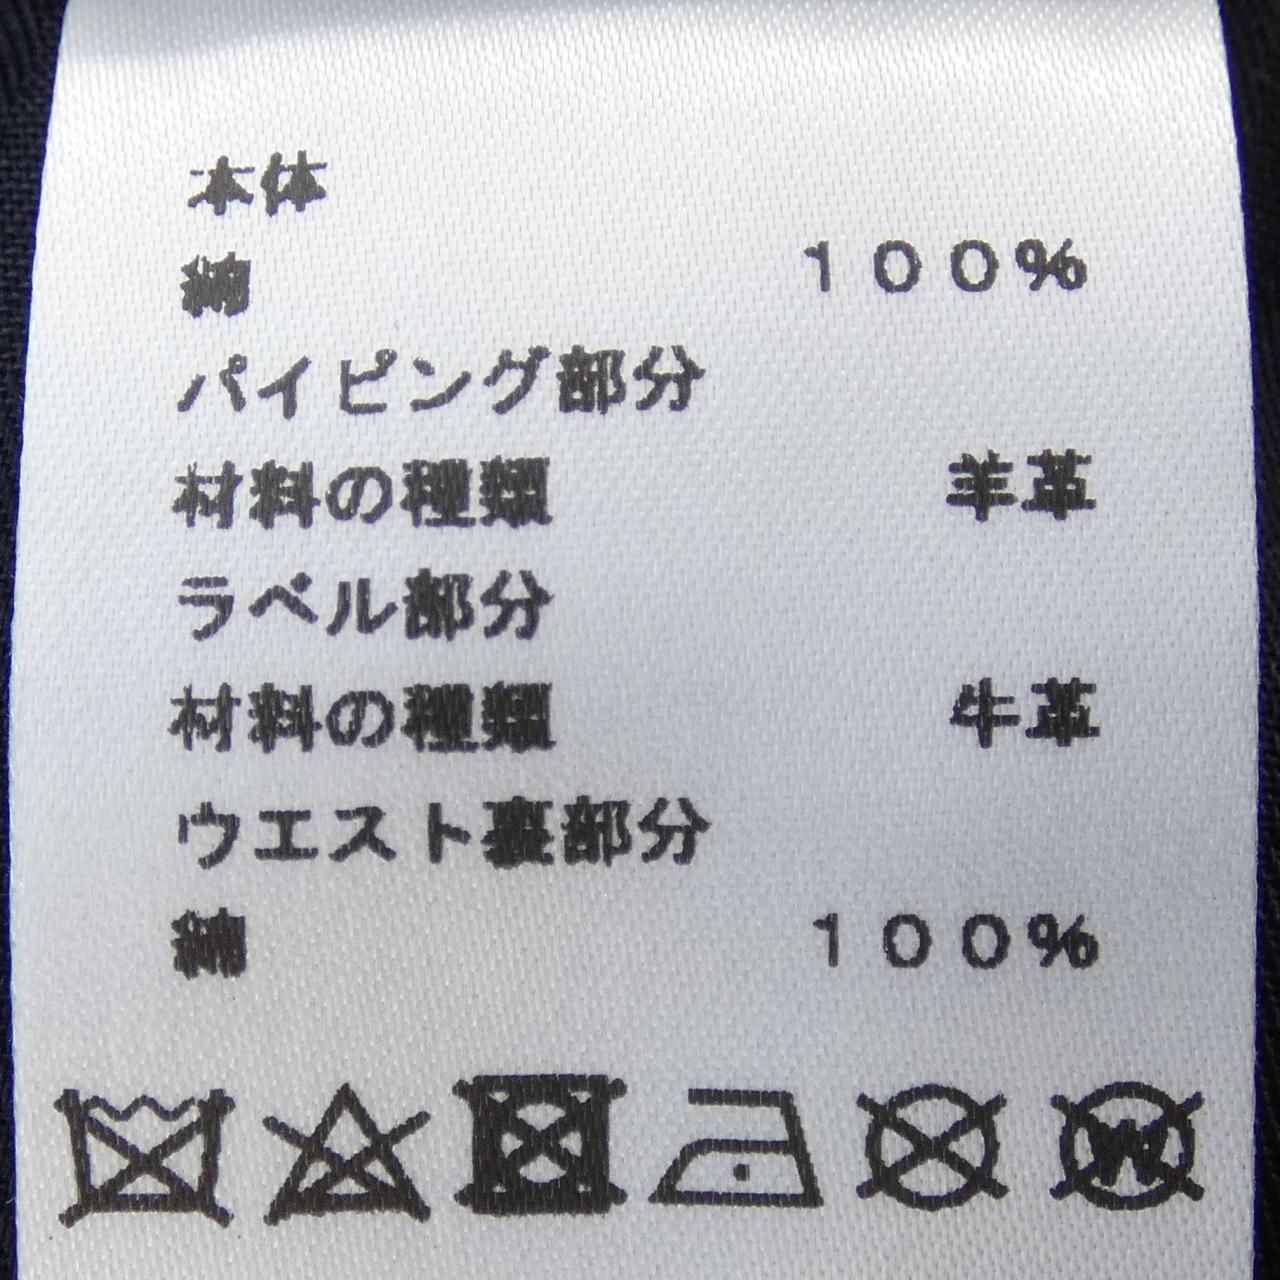 本体
綿 100%
パイピング部分
材料の種類 羊革
ラベル部分
材料の種類 牛革
ウエスト裏部分
綿 100%
W